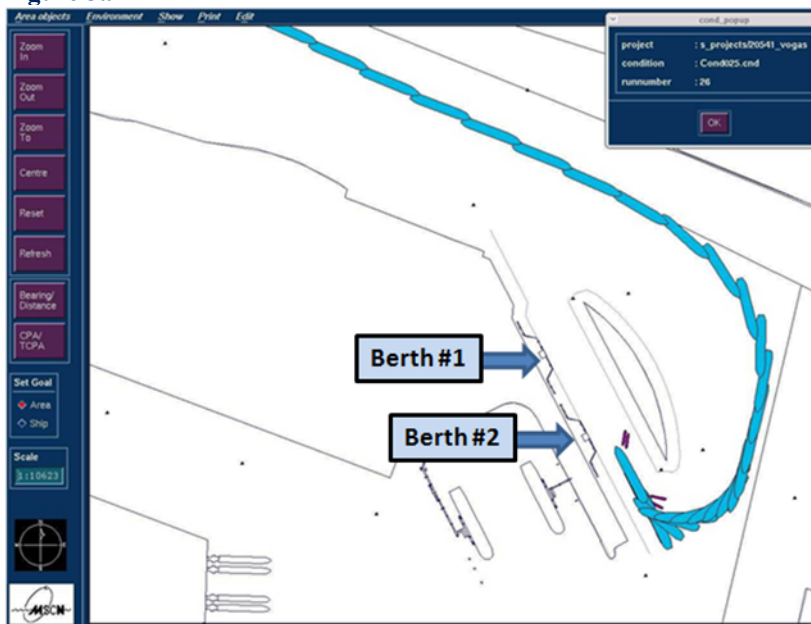 Area objects Environment Show Print Edit
Zoom
In
Zoom
Out
Zoom
To
Centre
Reset
Refresh
Bearing/
Distance
CPA/
TCPA
Set Goal
Area
Ship
Scale
1:10623
MSCN
cond_popup
project : s_projects/20541_vogas
condition : Cond025.cnd
runnumber : 26
OK
Berth #1
Berth #2